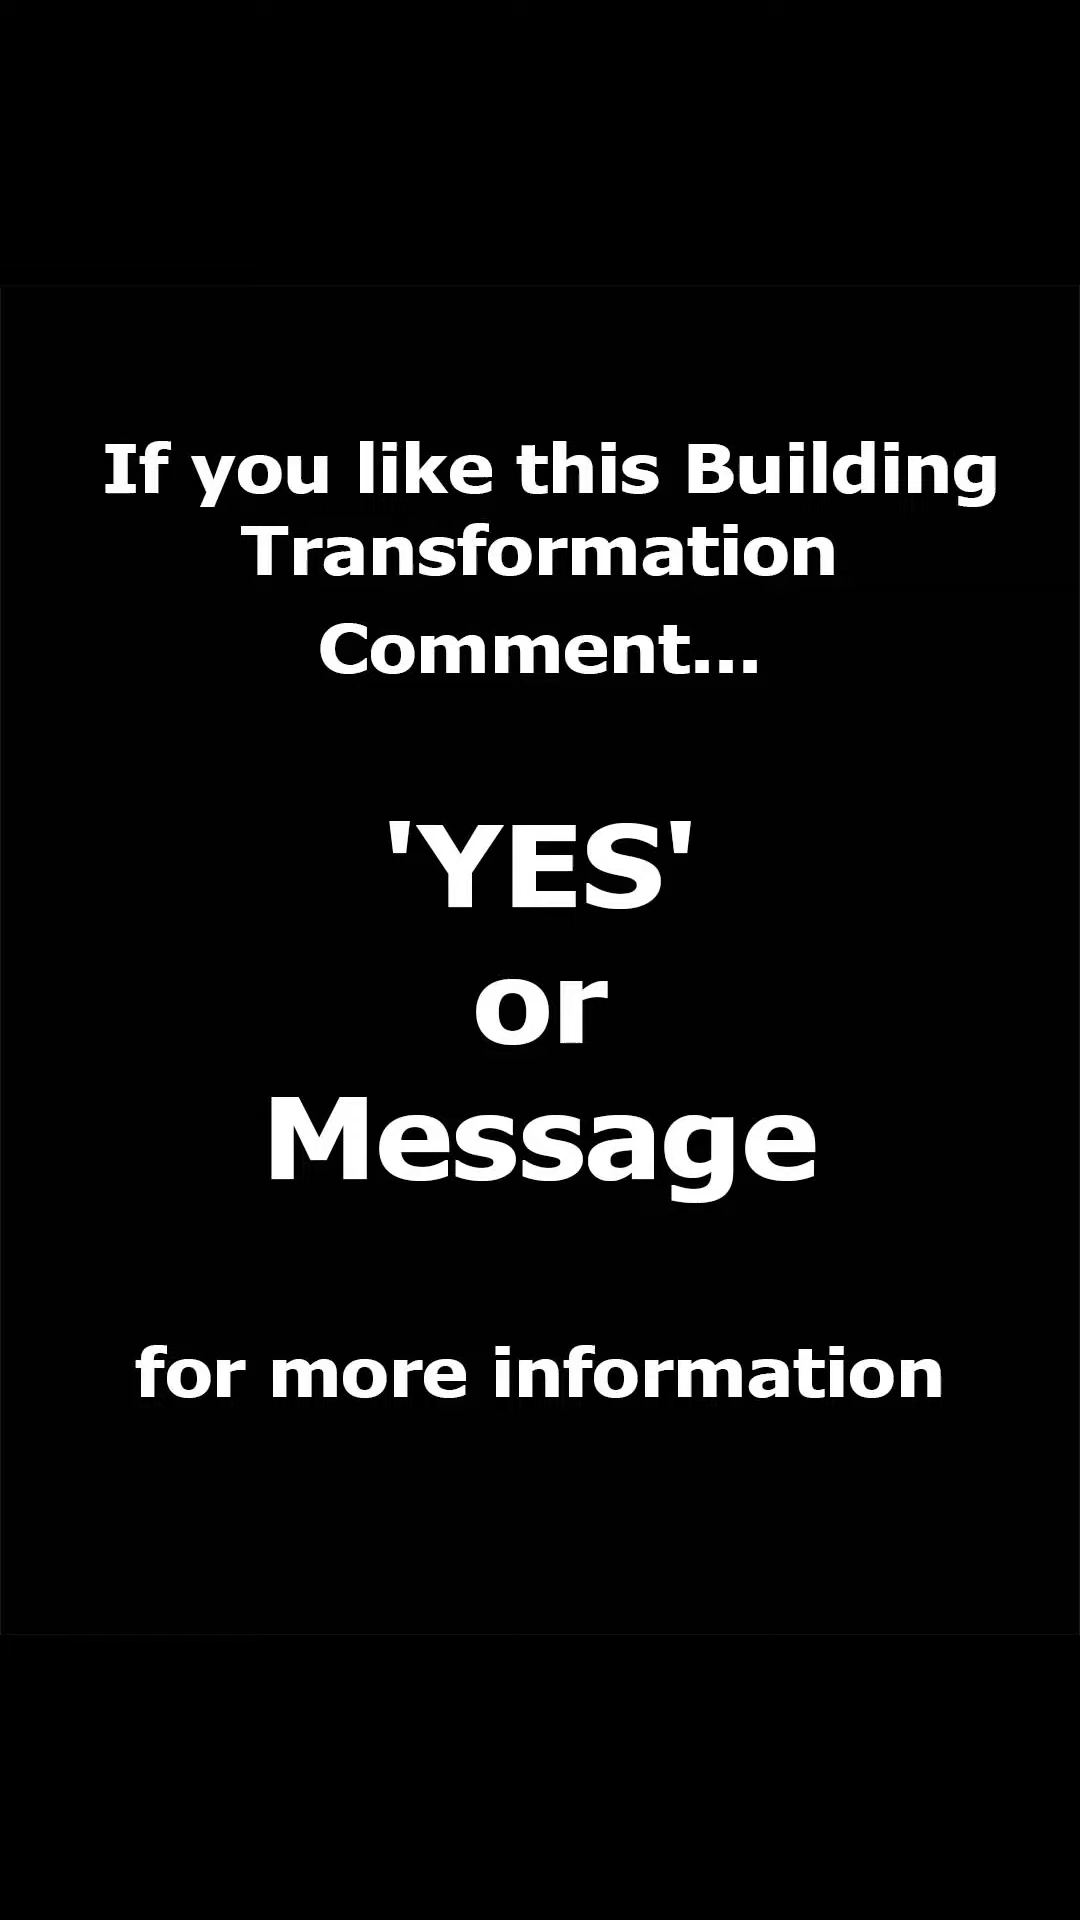 If you like this Building
Transformation
Comment...
'YES'
or
Message
for more information